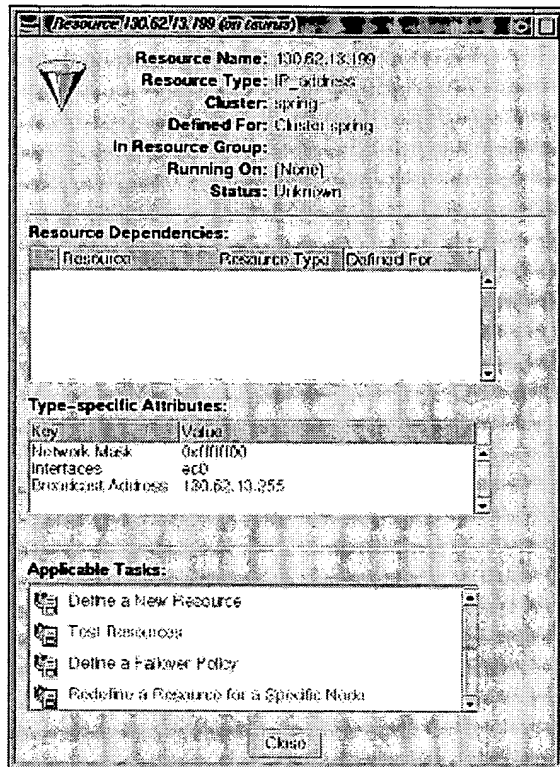 Resource 130.62.13.199 (on taurus)
Resource Name: 130.62.13.199
Resource Type: IP_address
Cluster: spring
Defined For: Cluster spring
In Resource Group:
Running On: (None)
Status: Unknown
Resource Dependencies:
Resource Resource Type Defined For
Type-specific Attributes:
Key Value
Network Mask 0xffffff00
Interfaces ec0
Broadcast Address 130.62.13.255
Applicable Tasks:
Define a New Resource
Test Resources
Define a Failover Policy
Redefine a Resource for a Specific Node
Close